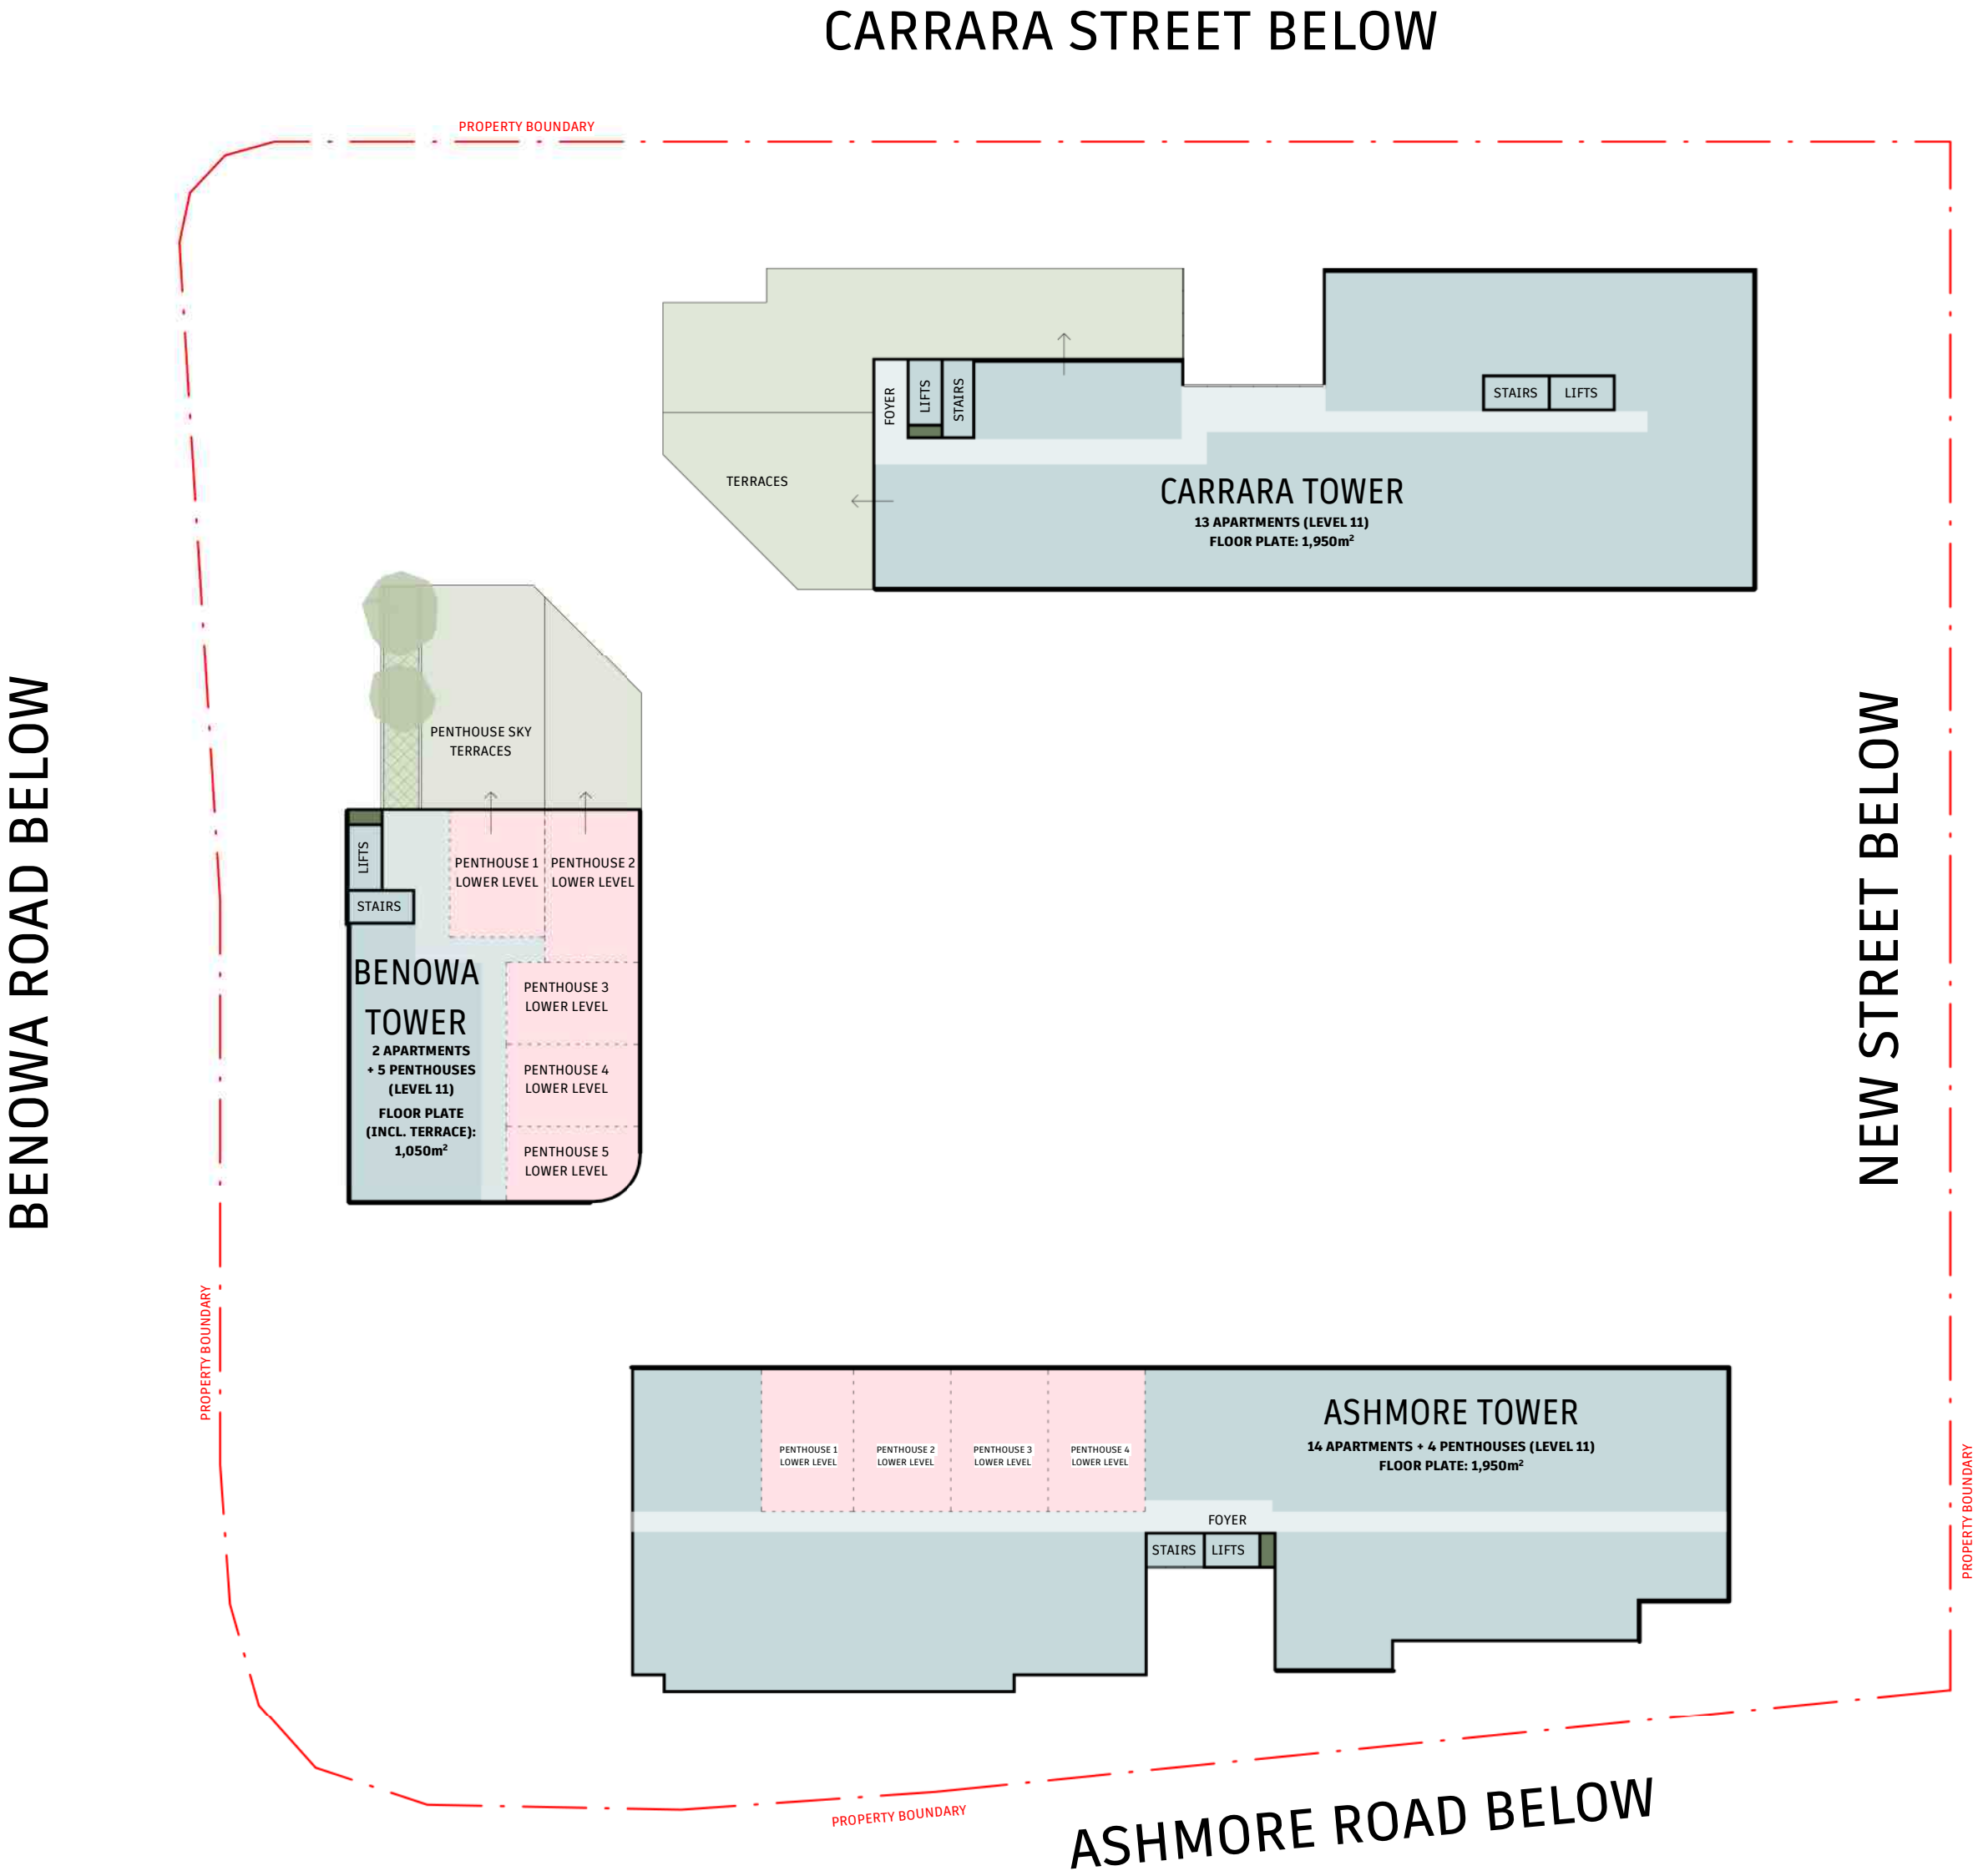 CARRARA STREET BELOW
PROPERTY BOUNDARY
FOYER
LIFTS
STAIRS
STAIRS
LIFTS
TERRACES
CARRARA TOWER
13 APARTMENTS (LEVEL 11)
FLOOR PLATE: 1,950m²
BENOWA ROAD BELOW
NEW STREET BELOW
PENTHOUSE SKY
TERRACES
LIFTS
STAIRS
PENTHOUSE 1
LOWER LEVEL
PENTHOUSE 2
LOWER LEVEL
BENOWA
TOWER
2 APARTMENTS
+ 5 PENTHOUSES
(LEVEL 11)
FLOOR PLATE
(INCL. TERRACE):
1,050m²
PENTHOUSE 3
LOWER LEVEL
PENTHOUSE 4
LOWER LEVEL
PENTHOUSE 5
LOWER LEVEL
PROPERTY BOUNDARY
PENTHOUSE 1
LOWER LEVEL
PENTHOUSE 2
LOWER LEVEL
PENTHOUSE 3
LOWER LEVEL
PENTHOUSE 4
LOWER LEVEL
ASHMORE TOWER
14 APARTMENTS + 4 PENTHOUSES (LEVEL 11)
FLOOR PLATE: 1,950m²
FOYER
STAIRS
LIFTS
PROPERTY BOUNDARY
PROPERTY BOUNDARY
ASHMORE ROAD BELOW